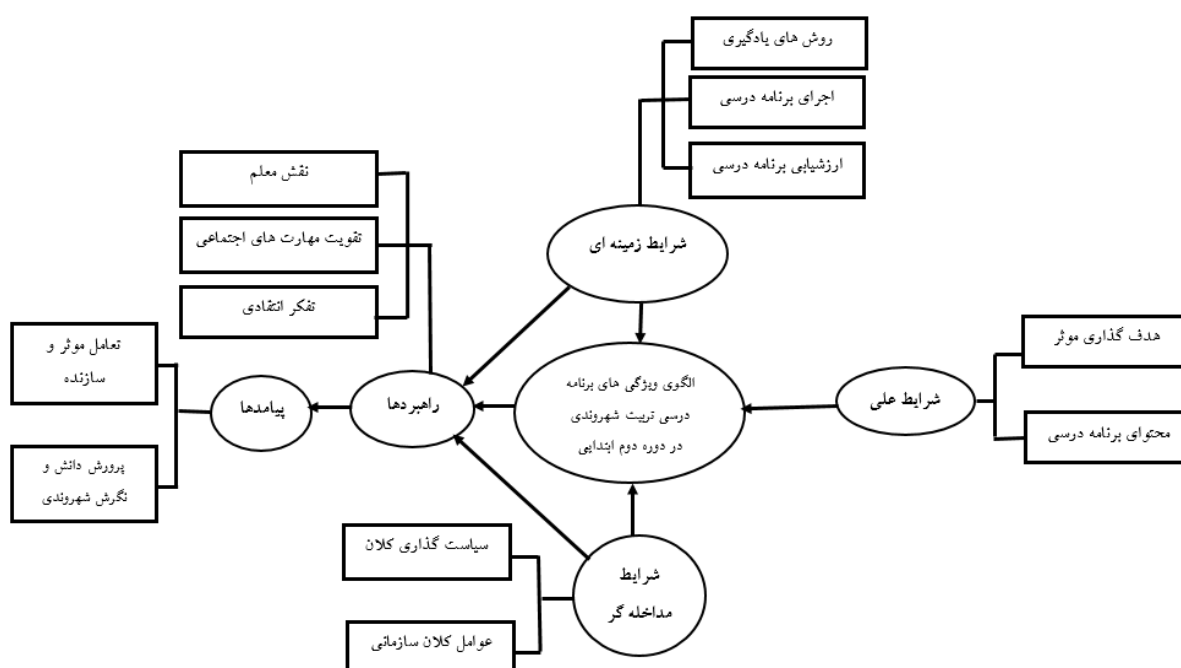 روش های یادگیری
اجرای برنامه درسی
ارزشیابی برنامه درسی
شرایط زمینه ای
هدف گذاری موثر
محتوای برنامه درسی
شرایط علی
الگوی ویژگی های برنامه
درسی تربیت شهروندی
در دوره دوم ابتدایی
نقش معلم
تقویت مهارت های اجتماعی
تفکر انتقادی
راهبردها
پیامدها
تعامل موثر و
سازنده
پرورش دانش و
نگرش شهروندی
شرایط
مداخله گر
سیاست گذاری کلان
عوامل کلان سازمانی